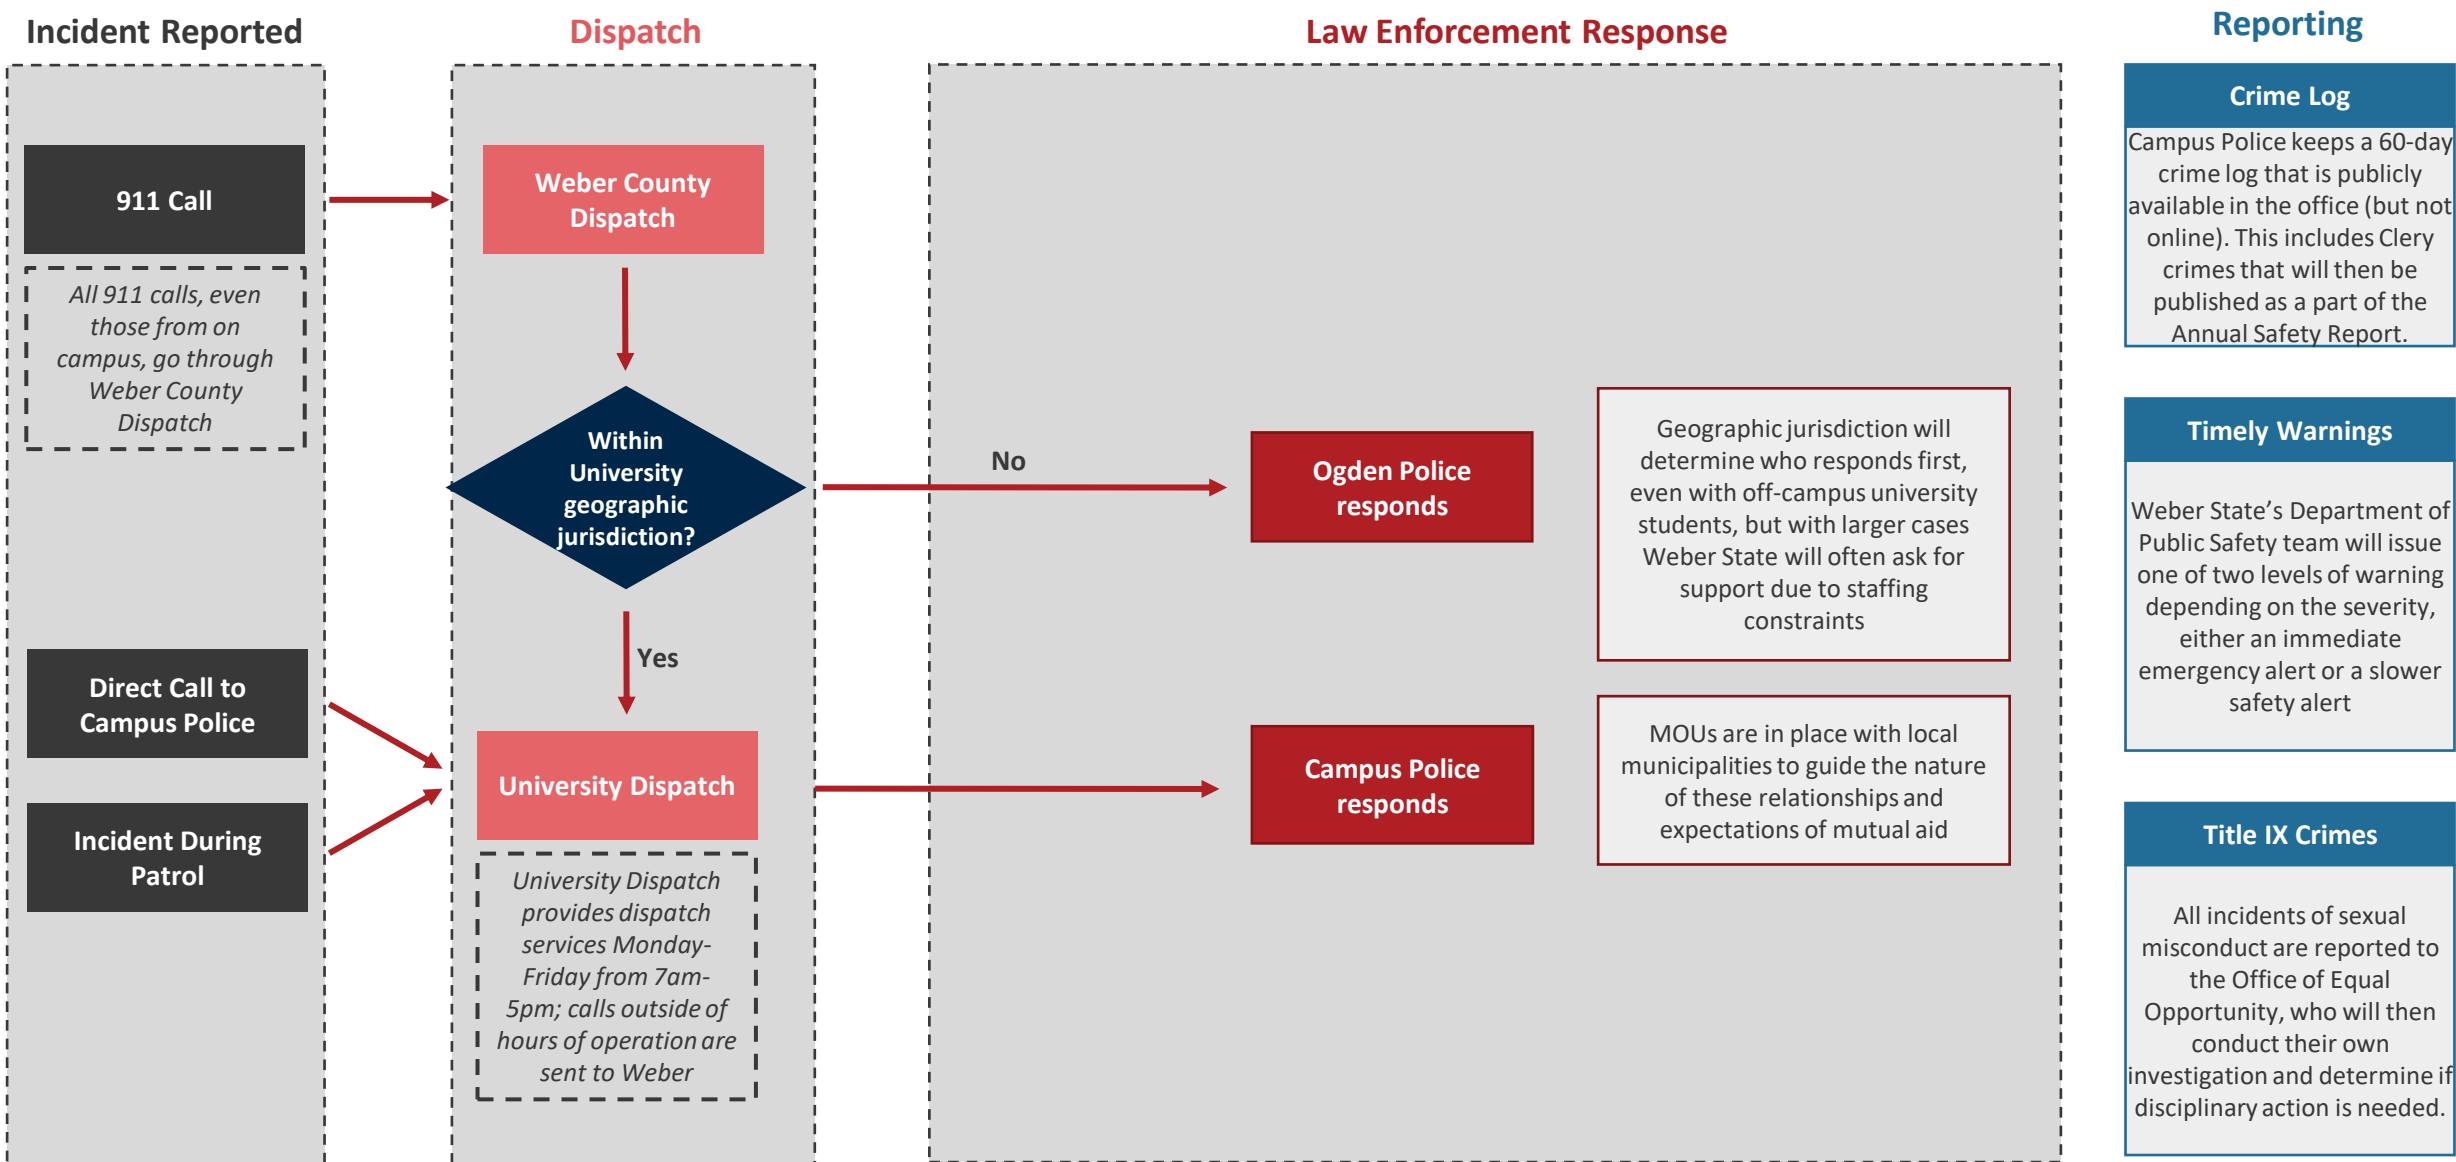 Incident Reported
Dispatch
Law Enforcement Response
Reporting
911 Call
All 911 calls, even
those from on
campus, go through
Weber County
Dispatch
Direct Call to
Campus Police
Incident During
Patrol
Weber County
Dispatch
Within
University
geographic
jurisdiction?
No
Yes
University Dispatch
University Dispatch
provides dispatch
services Monday-
Friday from 7am-
5pm; calls outside of
hours of operation are
sent to Weber
Ogden Police
responds
Geographic jurisdiction will
determine who responds first,
even with off-campus university
students, but with larger cases
Weber State will often ask for
support due to staffing
constraints
Campus Police
responds
MOUs are in place with local
municipalities to guide the nature
of these relationships and
expectations of mutual aid
Crime Log
Campus Police keeps a 60-day
crime log that is publicly
available in the office (but not
online). This includes Clery
crimes that will then be
published as a part of the
Annual Safety Report.
Timely Warnings
Weber State’s Department of
Public Safety team will issue
one of two levels of warning
depending on the severity,
either an immediate
emergency alert or a slower
safety alert
Title IX Crimes
All incidents of sexual
misconduct are reported to
the Office of Equal
Opportunity, who will then
conduct their own
investigation and determine if
disciplinary action is needed.